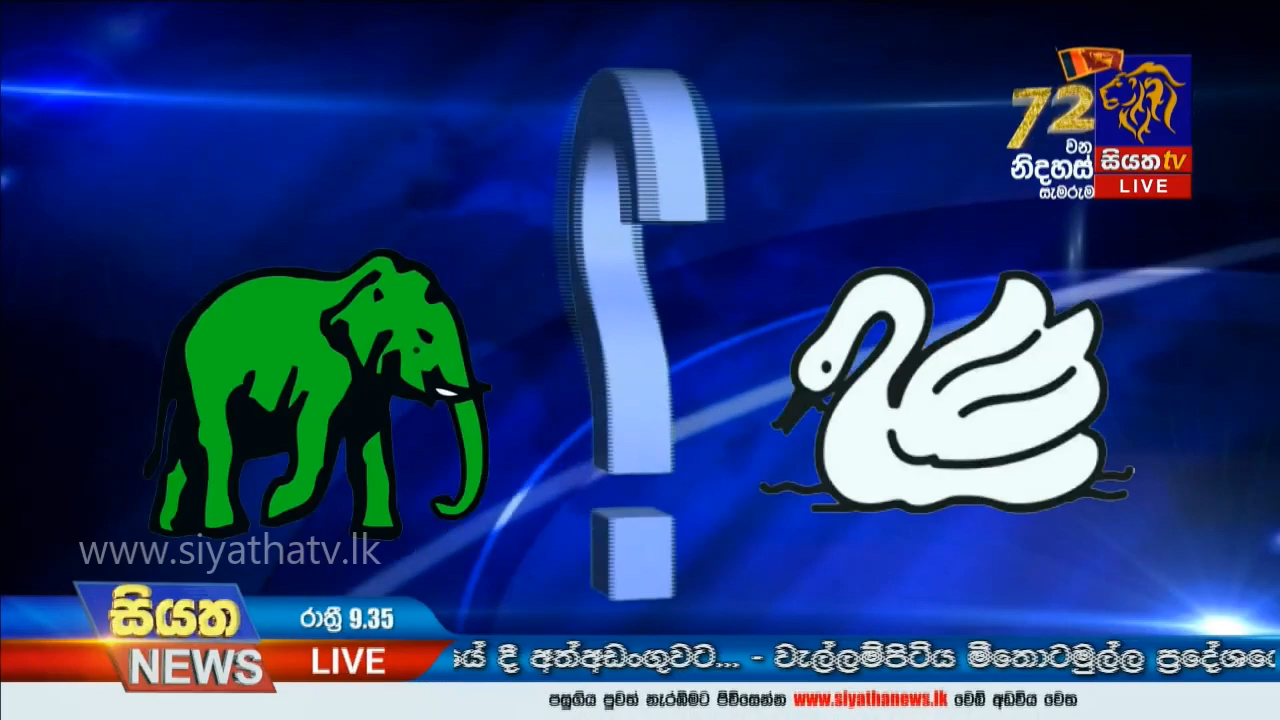 72
වන
නිදහස්
සැමරුම
සියත tv
LIVE
www.siyathatv.lk
සියත
NEWS
රාත්‍රී 9.35
LIVE
යේ දී අත්අඩංගුවට... - වැල්ලම්පිටිය මීතොටමුල්ල ප්‍රදේශයෙ
පසුගිය පුවත් නැරඹීමට පිවිසෙන්න www.siyathanews.lk වෙබ් අඩවිය වෙත